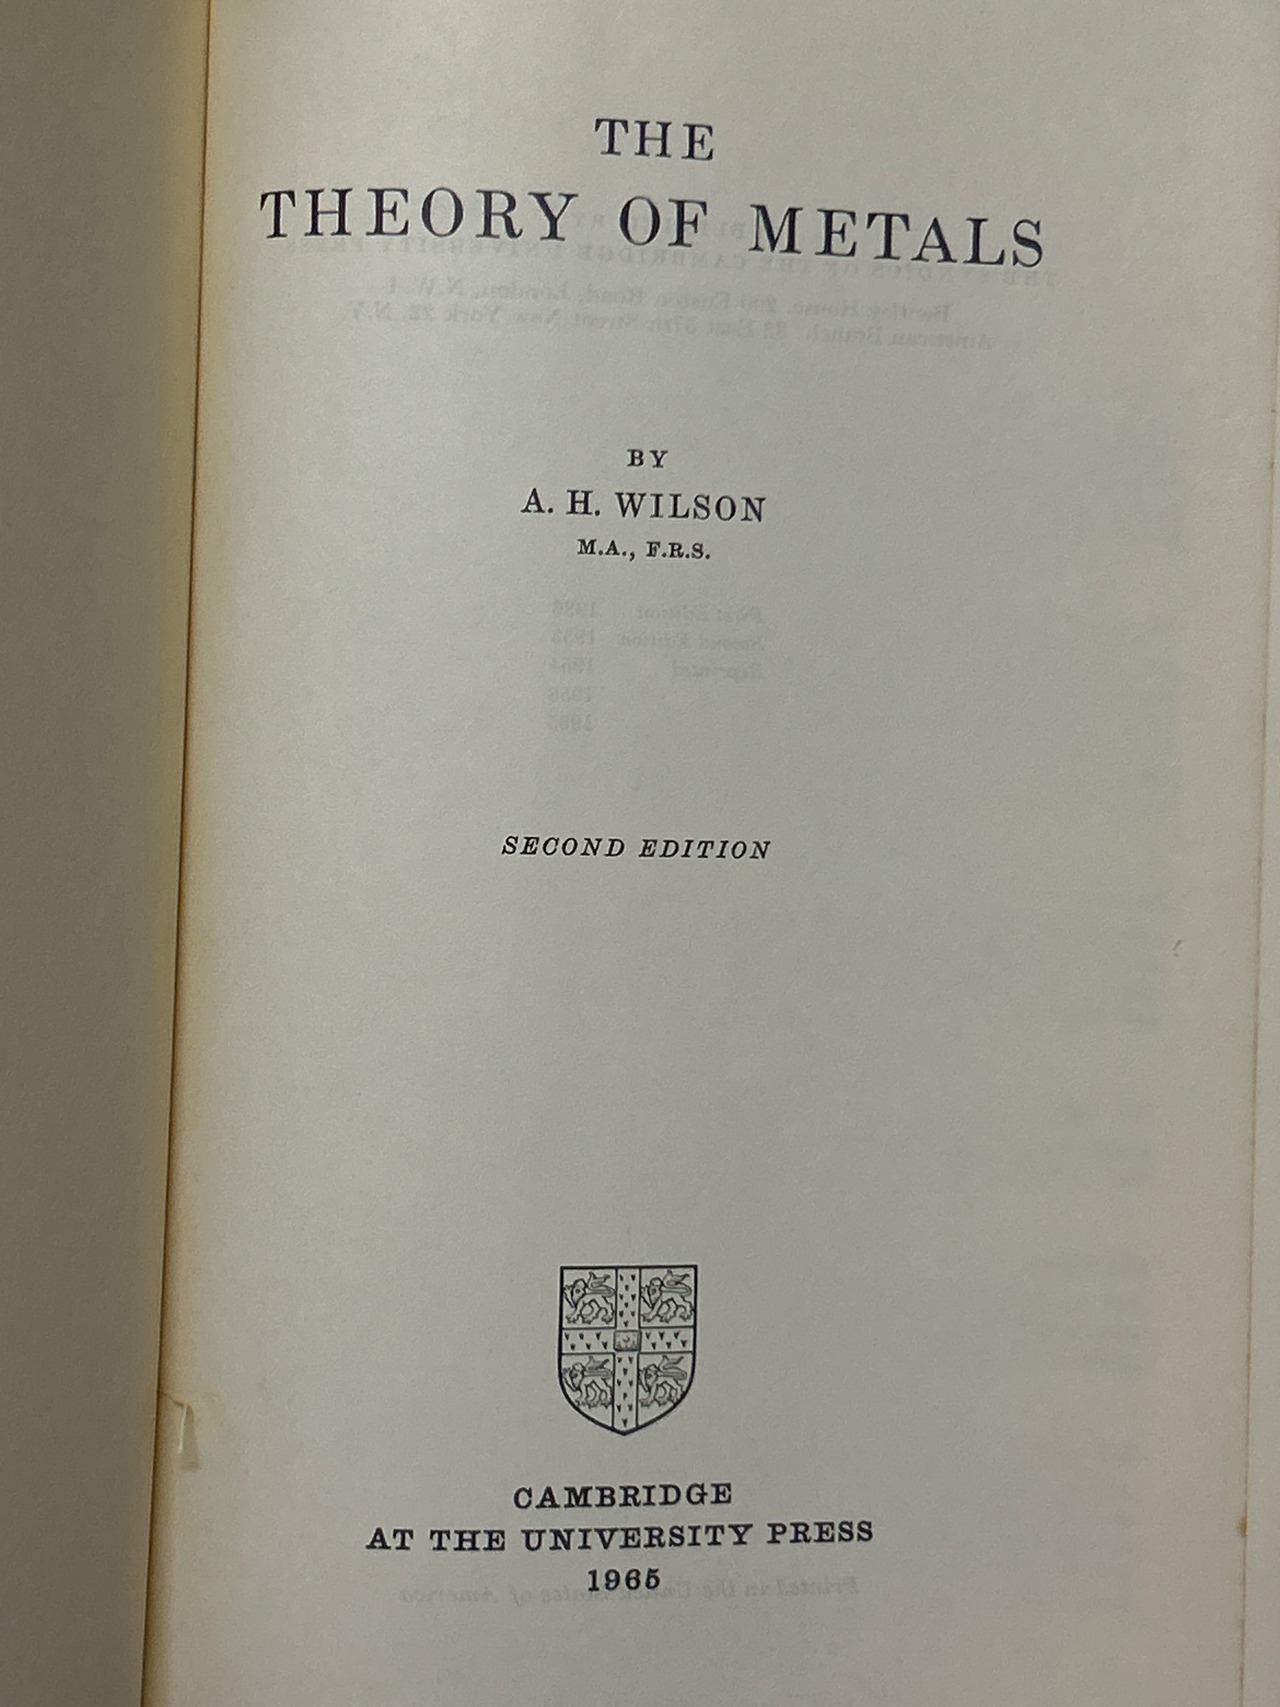 THE
THEORY OF METALS
BY
A. H. WILSON
M.A., F.R.S.
SECOND EDITION
CAMBRIDGE
AT THE UNIVERSITY PRESS
1965